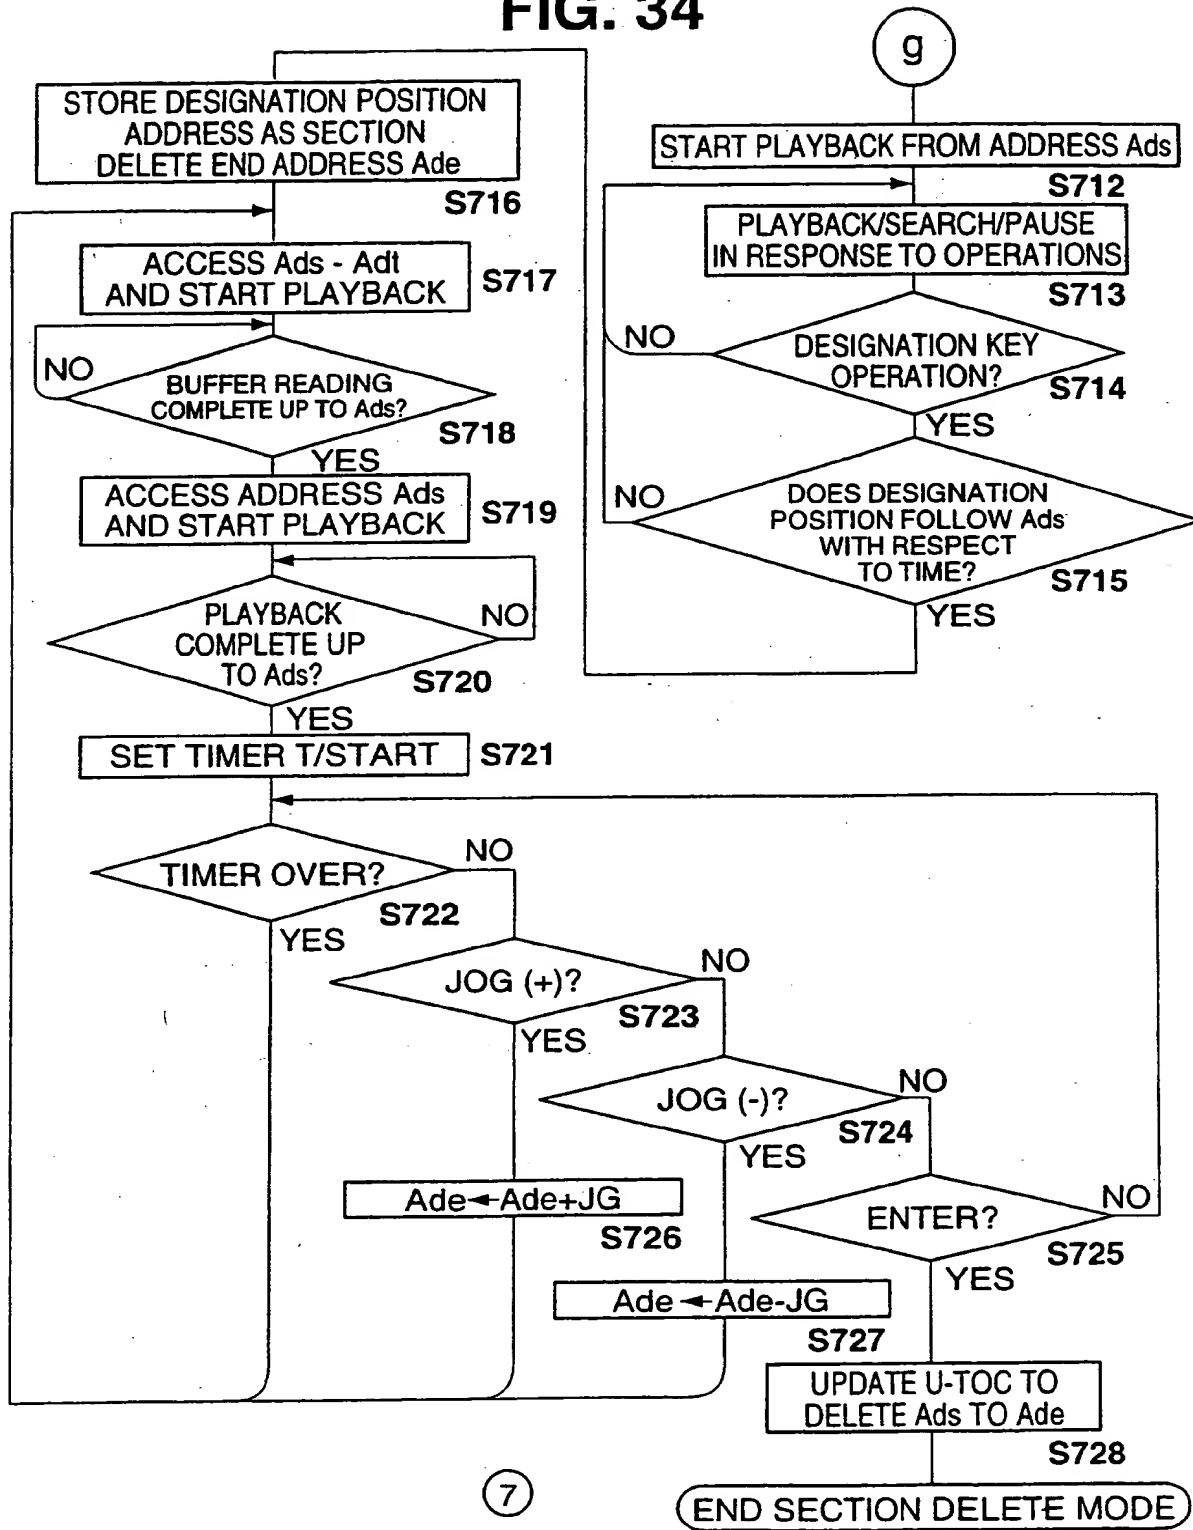 FIG. 34
g
START PLAYBACK FROM ADDRESS Ads
S712
PLAYBACK/SEARCH/PAUSE
IN RESPONSE TO OPERATIONS
S713
NO
DESIGNATION KEY
OPERATION?
S714
YES
NO
DOES DESIGNATION
POSITION FOLLOW Ads
WITH RESPECT
TO TIME?
S715
YES
STORE DESIGNATION POSITION
ADDRESS AS SECTION
DELETE END ADDRESS Ade
S716
ACCESS Ads - Adt
AND START PLAYBACK
S717
NO
BUFFER READING
COMPLETE UP TO Ads?
S718
YES
ACCESS ADDRESS Ads
AND START PLAYBACK
S719
PLAYBACK
COMPLETE UP
TO Ads?
NO
S720
YES
SET TIMER T/START
S721
TIMER OVER?
NO
S722
YES
JOG (+)?
NO
S723
YES
JOG (-)?
NO
S724
YES
Ade←Ade+JG
S726
ENTER?
NO
S725
YES
Ade←Ade-JG
S727
UPDATE U-TOC TO
DELETE Ads TO Ade
S728
7
END SECTION DELETE MODE